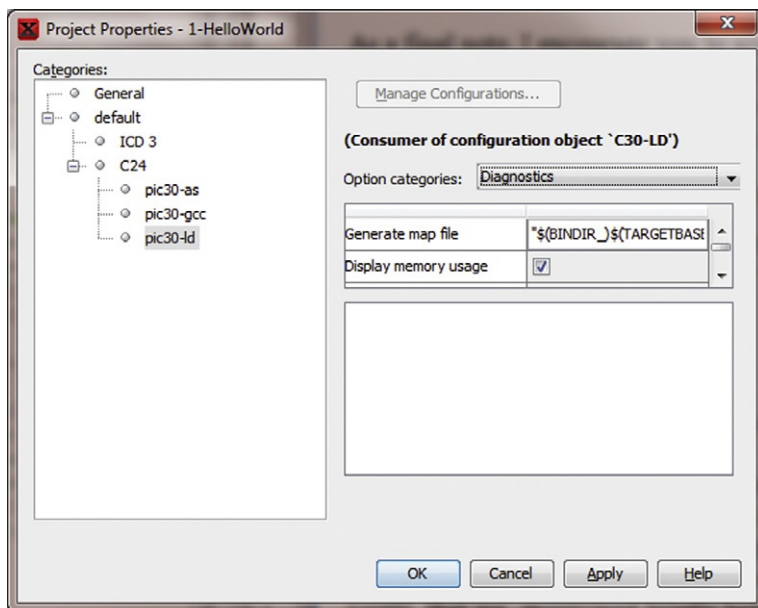 Project Properties - 1-HelloWorld
Categories:
General
default
ICD 3
C24
pic30-as
pic30-gcc
pic30-ld
Manage Configurations...
(Consumer of configuration object `C30-LD')
Option categories: Diagnostics
Generate map file "$(BINDIR_)$(TARGETBASE
Display memory usage
OK Cancel Apply Help